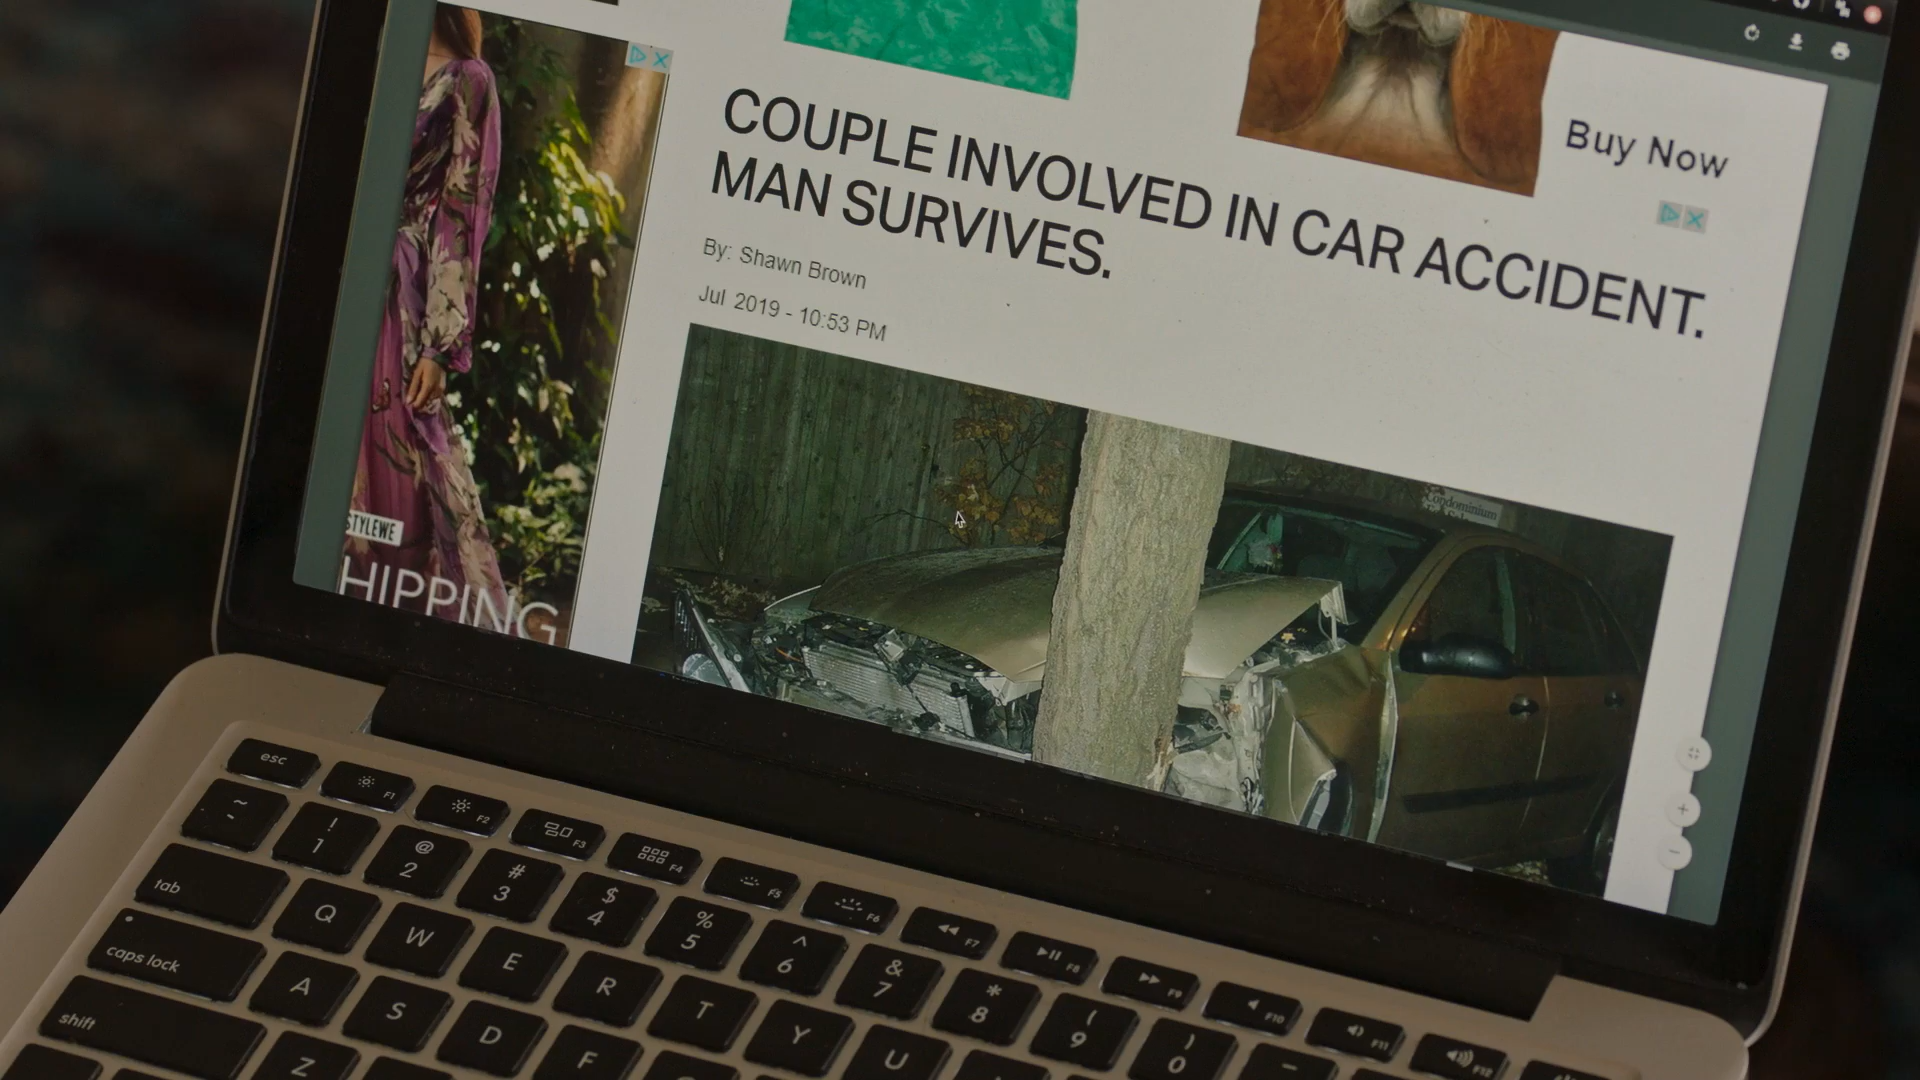 Buy Now
COUPLE INVOLVED IN CAR ACCIDENT.
MAN SURVIVES.
By: Shawn Brown
Jul 2019 - 10:53 PM
Condominium
STYLEWE
HIPPING
esc
F1
F2
F3
F4
F5
F6
F7
F8
F9
F10
F11
F12
~
! 1
@ 2
# 3
$ 4
% 5
^ 6
& 7
* 8
( 9
) 0
tab
Q W E R T Y U
caps lock
A S D F
shift
Z